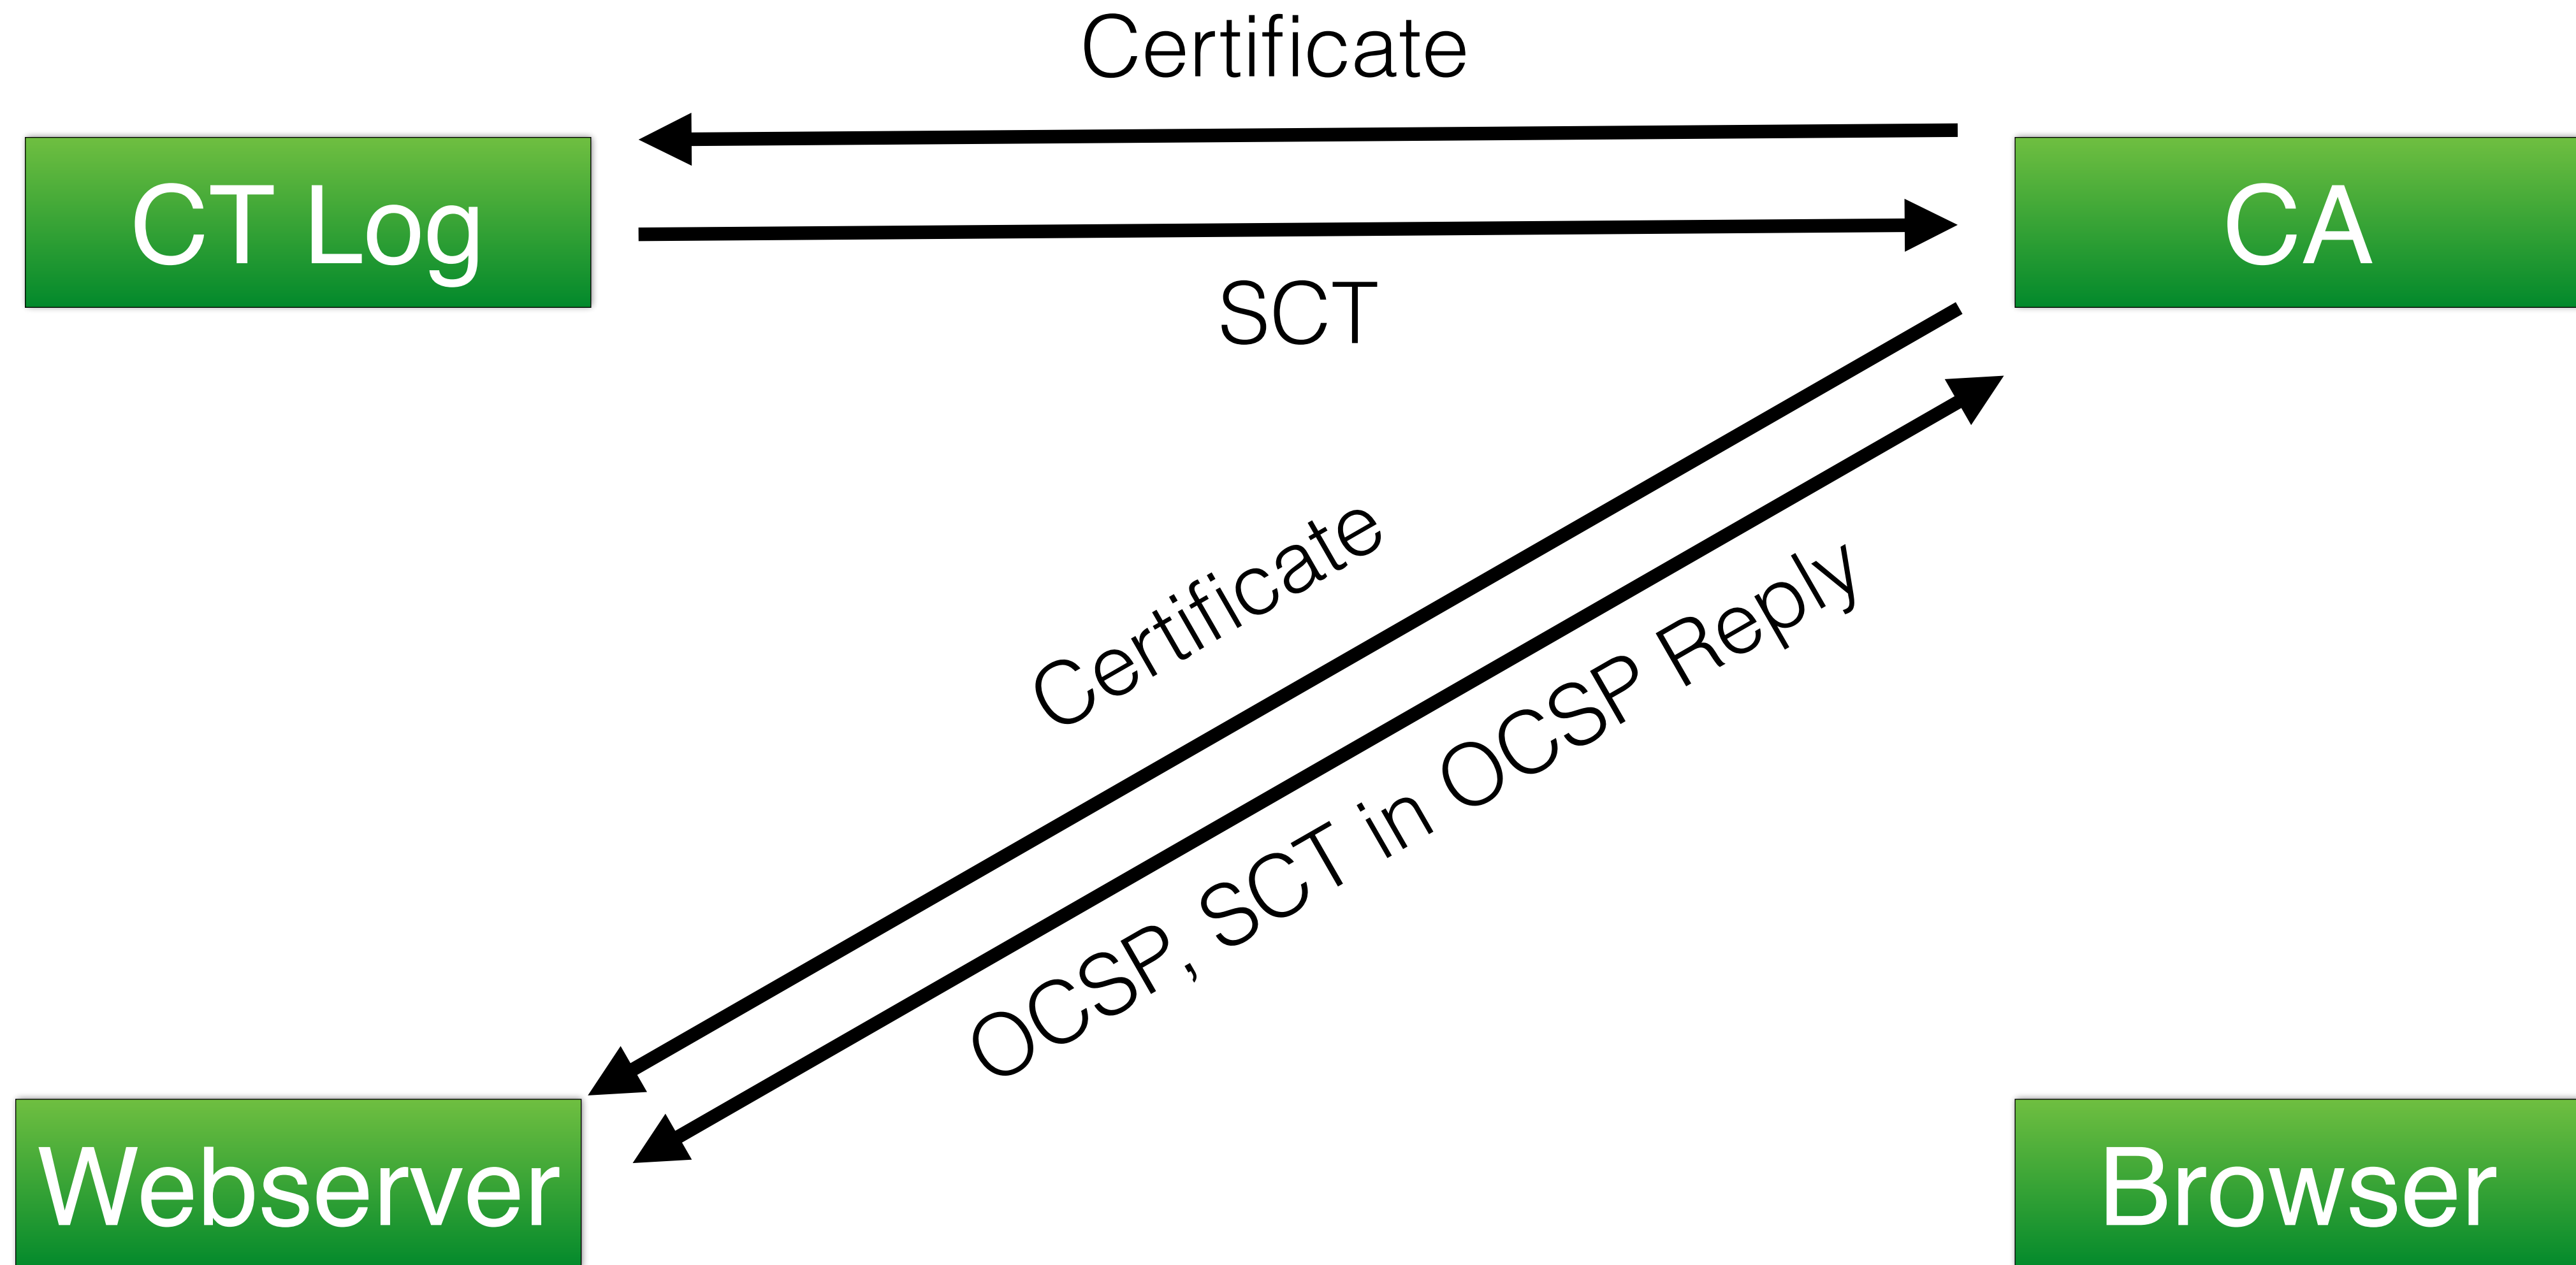 Certificate
CT Log
CA
SCT
Certificate
OCSP, SCT in OCSP Reply
Webserver
Browser